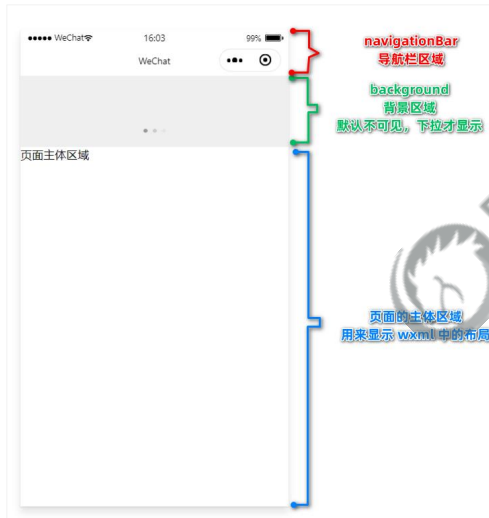 ●●●●● WeChat 16:03 99%
WeChat
页面主体区域
navigationBar
导航栏区域
background
背景区域
默认不可见，下拉才显示
页面的主体区域
用来显示 wxml 中的布局